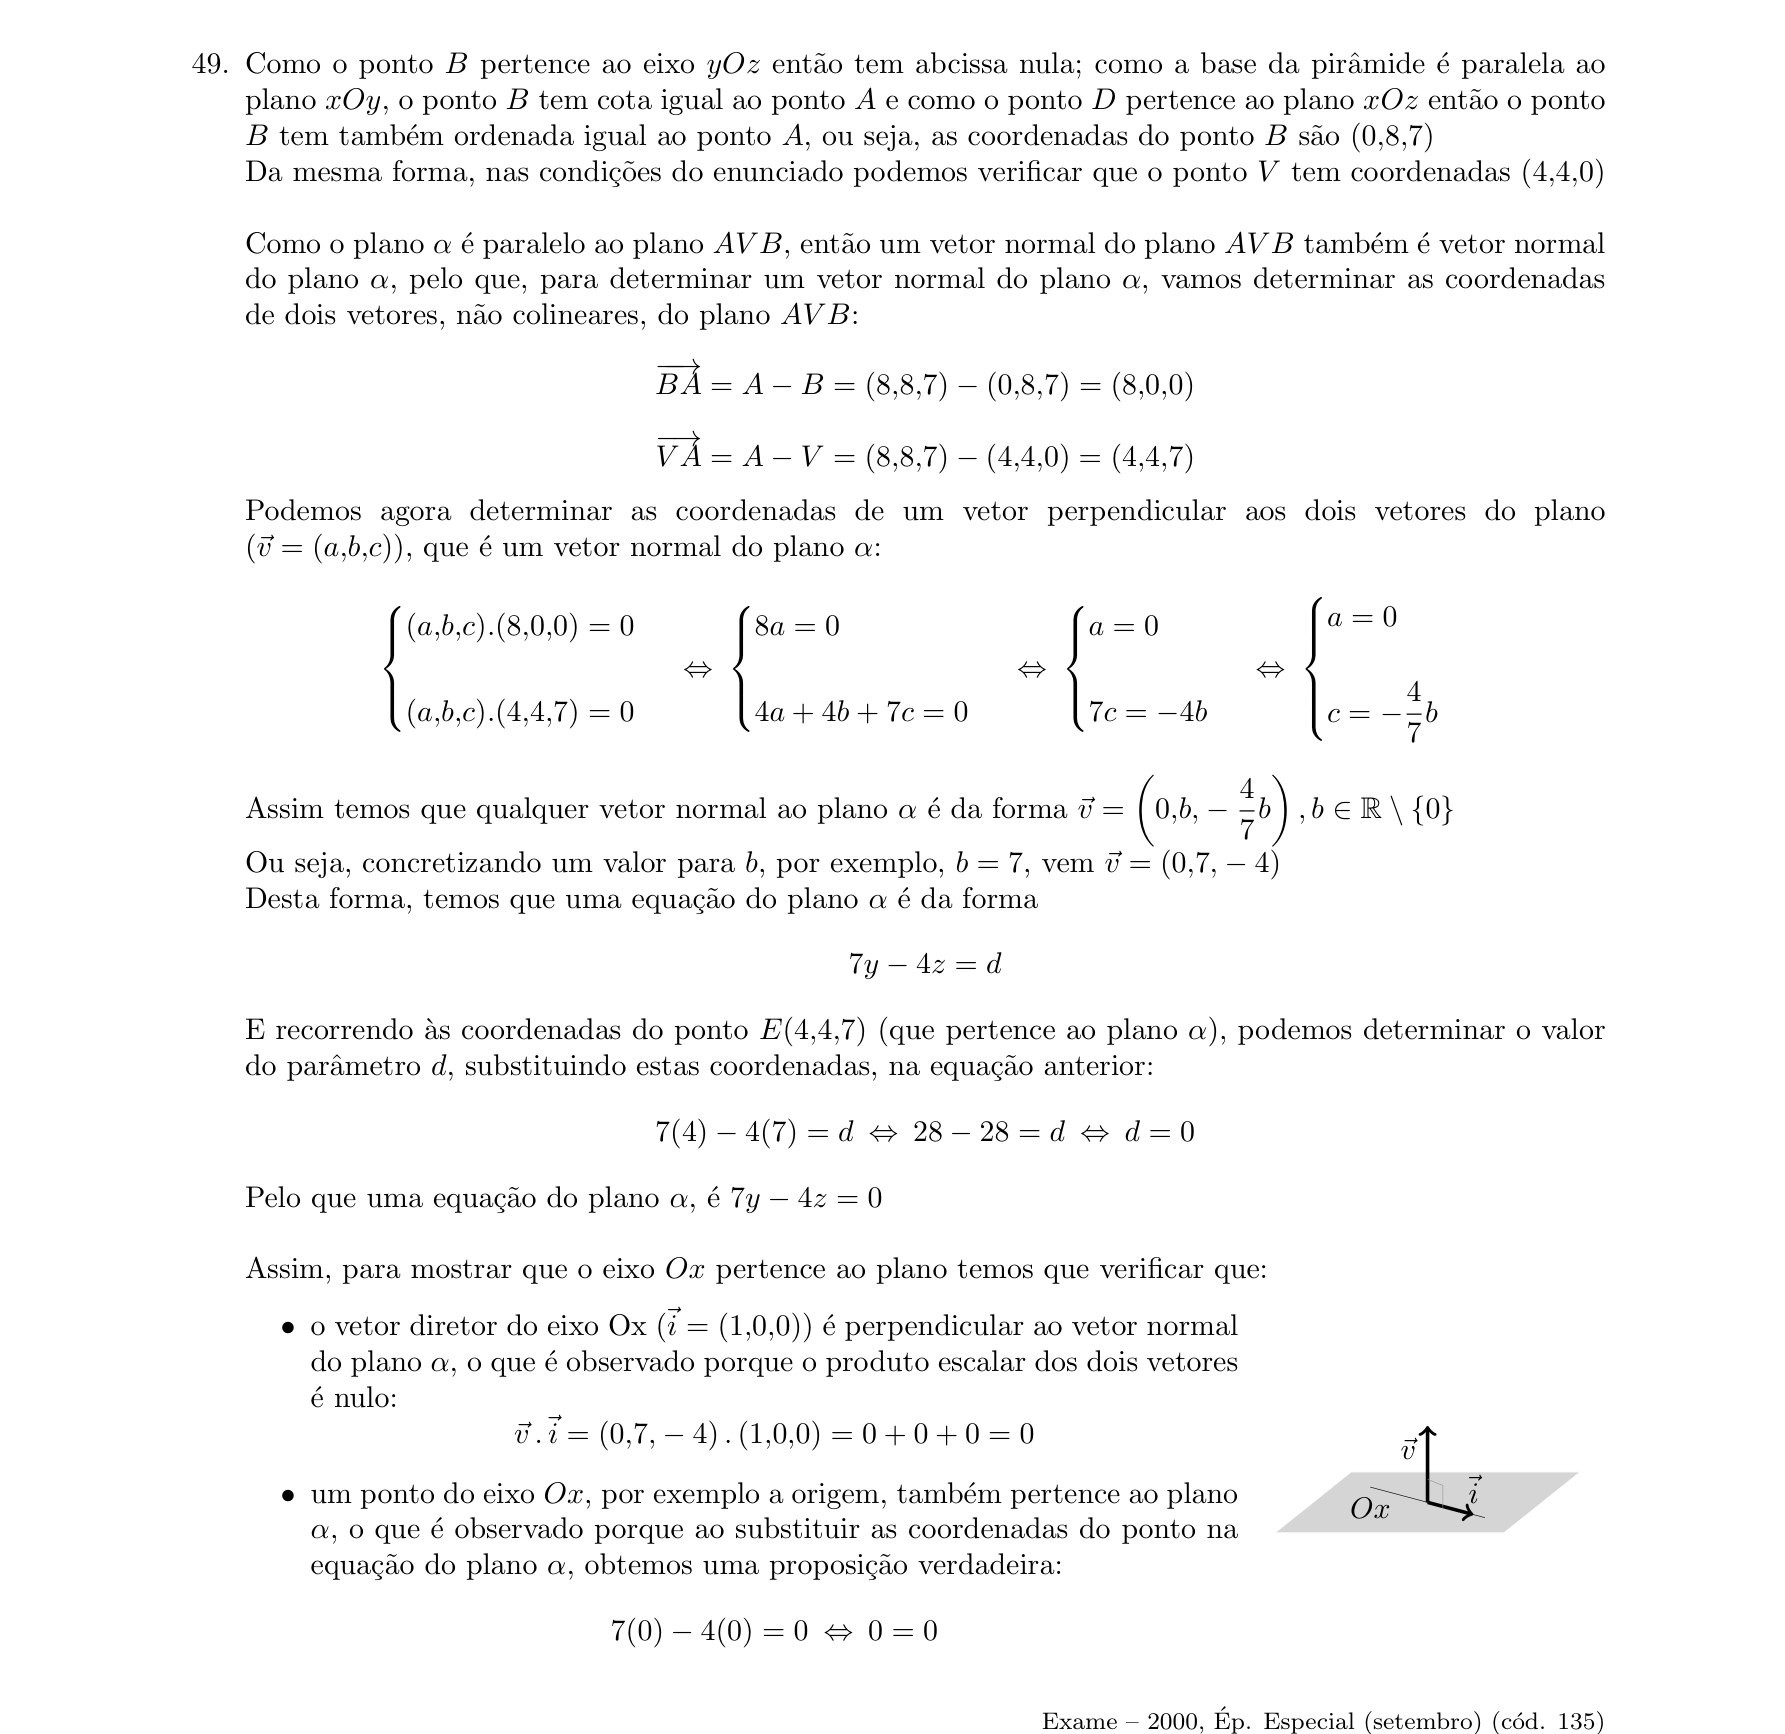 49. Como o ponto B pertence ao eixo yOz então tem abcissa nula; como a base da pirâmide é paralela ao
plano xOy, o ponto B tem cota igual ao ponto A e como o ponto D pertence ao plano xOz então o ponto
B tem também ordenada igual ao ponto A, ou seja, as coordenadas do ponto B são (0,8,7)
Da mesma forma, nas condições do enunciado podemos verificar que o ponto V tem coordenadas (4,4,0)
Como o plano α é paralelo ao plano AVB, então um vetor normal do plano AVB também é vetor normal
do plano α, pelo que, para determinar um vetor normal do plano α, vamos determinar as coordenadas
de dois vetores, não colineares, do plano AVB:
$\overrightarrow{BA} = A - B = (8,8,7) - (0,8,7) = (8,0,0)$
$\overrightarrow{VA} = A - V = (8,8,7) - (4,4,0) = (4,4,7)$
Podemos agora determinar as coordenadas de um vetor perpendicular aos dois vetores do plano
($\vec{v} = (a,b,c)$), que é um vetor normal do plano α:
$\begin{cases} (a,b,c).(8,0,0) = 0 \\ (a,b,c).(4,4,7) = 0 \end{cases} \Leftrightarrow \begin{cases} 8a = 0 \\ 4a + 4b + 7c = 0 \end{cases} \Leftrightarrow \begin{cases} a = 0 \\ 7c = -4b \end{cases} \Leftrightarrow \begin{cases} a = 0 \\ c = -\frac{4}{7}b \end{cases}$
Assim temos que qualquer vetor normal ao plano α é da forma $\vec{v} = \left(0,b, -\frac{4}{7}b\right), b \in \mathbb{R} \setminus \{0\}$
Ou seja, concretizando um valor para b, por exemplo, b = 7, vem $\vec{v} = (0,7, -4)$
Desta forma, temos que uma equação do plano α é da forma
7y − 4z = d
E recorrendo às coordenadas do ponto E(4,4,7) (que pertence ao plano α), podemos determinar o valor
do parâmetro d, substituindo estas coordenadas, na equação anterior:
7(4) − 4(7) = d ⇔ 28 − 28 = d ⇔ d = 0
Pelo que uma equação do plano α, é 7y − 4z = 0
Assim, para mostrar que o eixo Ox pertence ao plano temos que verificar que:
• o vetor diretor do eixo Ox ($\vec{i} = (1,0,0)$) é perpendicular ao vetor normal
do plano α, o que é observado porque o produto escalar dos dois vetores
é nulo:
$\vec{v} . \vec{i} = (0,7, -4) . (1,0,0) = 0 + 0 + 0 = 0$
• um ponto do eixo Ox, por exemplo a origem, também pertence ao plano
α, o que é observado porque ao substituir as coordenadas do ponto na
equação do plano α, obtemos uma proposição verdadeira:
7(0) − 4(0) = 0 ⇔ 0 = 0
$\vec{v}$
$\vec{i}$
Ox
Exame – 2000, Ép. Especial (setembro) (cód. 135)